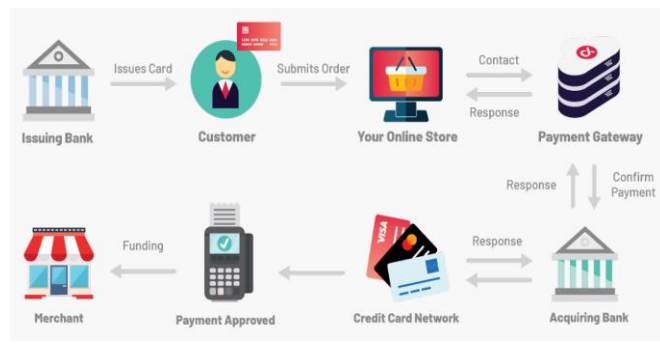 Issues Card
Submits Order
Contact
Response
Issuing Bank
Customer
Your Online Store
Payment Gateway
Response
Confirm
Payment
Funding
VISA
Response
Merchant
Payment Approved
Credit Card Network
Acquiring Bank